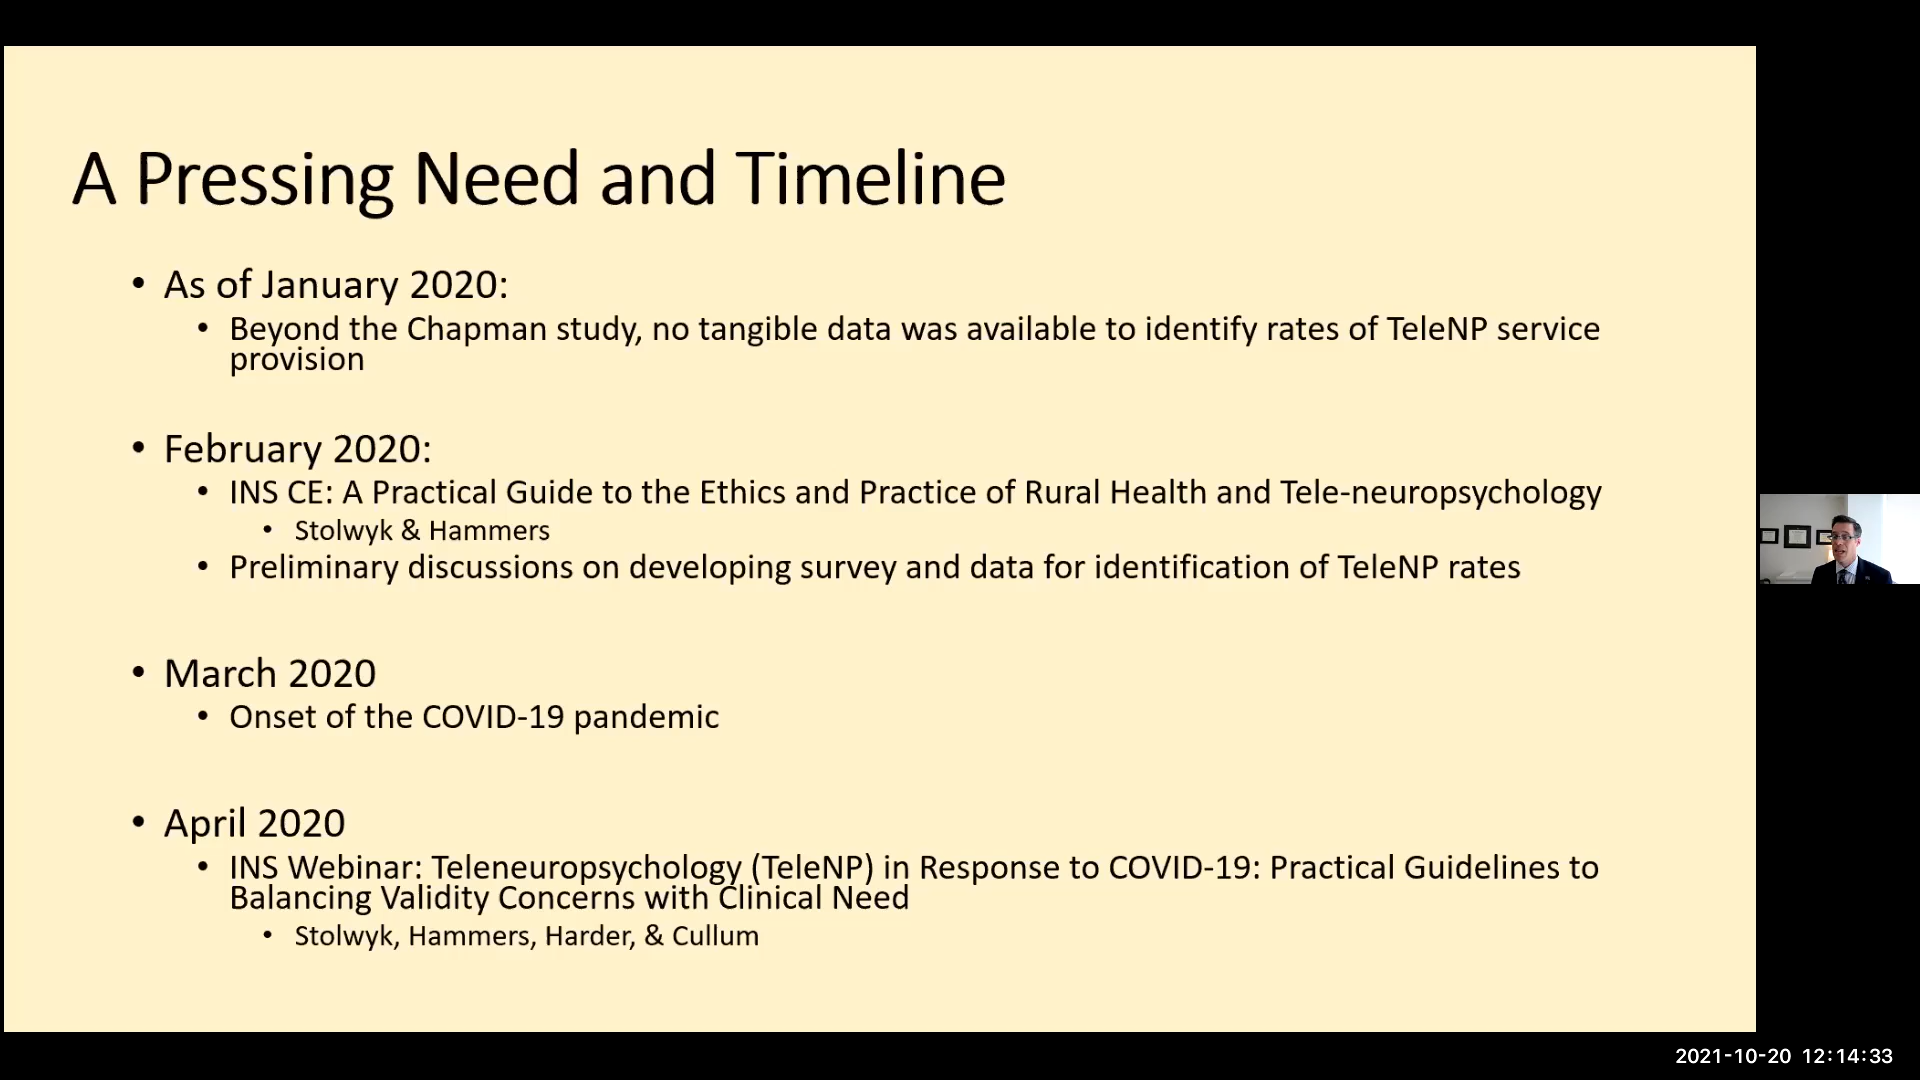 A Pressing Need and Timeline
• As of January 2020:
• Beyond the Chapman study, no tangible data was available to identify rates of TeleNP service
provision
• February 2020:
• INS CE: A Practical Guide to the Ethics and Practice of Rural Health and Tele-neuropsychology
• Stolwyk & Hammers
• Preliminary discussions on developing survey and data for identification of TeleNP rates
• March 2020
• Onset of the COVID-19 pandemic
• April 2020
• INS Webinar: Teleneuropsychology (TeleNP) in Response to COVID-19: Practical Guidelines to
Balancing Validity Concerns with Clinical Need
• Stolwyk, Hammers, Harder, & Cullum
2021-10-20 12:14:33